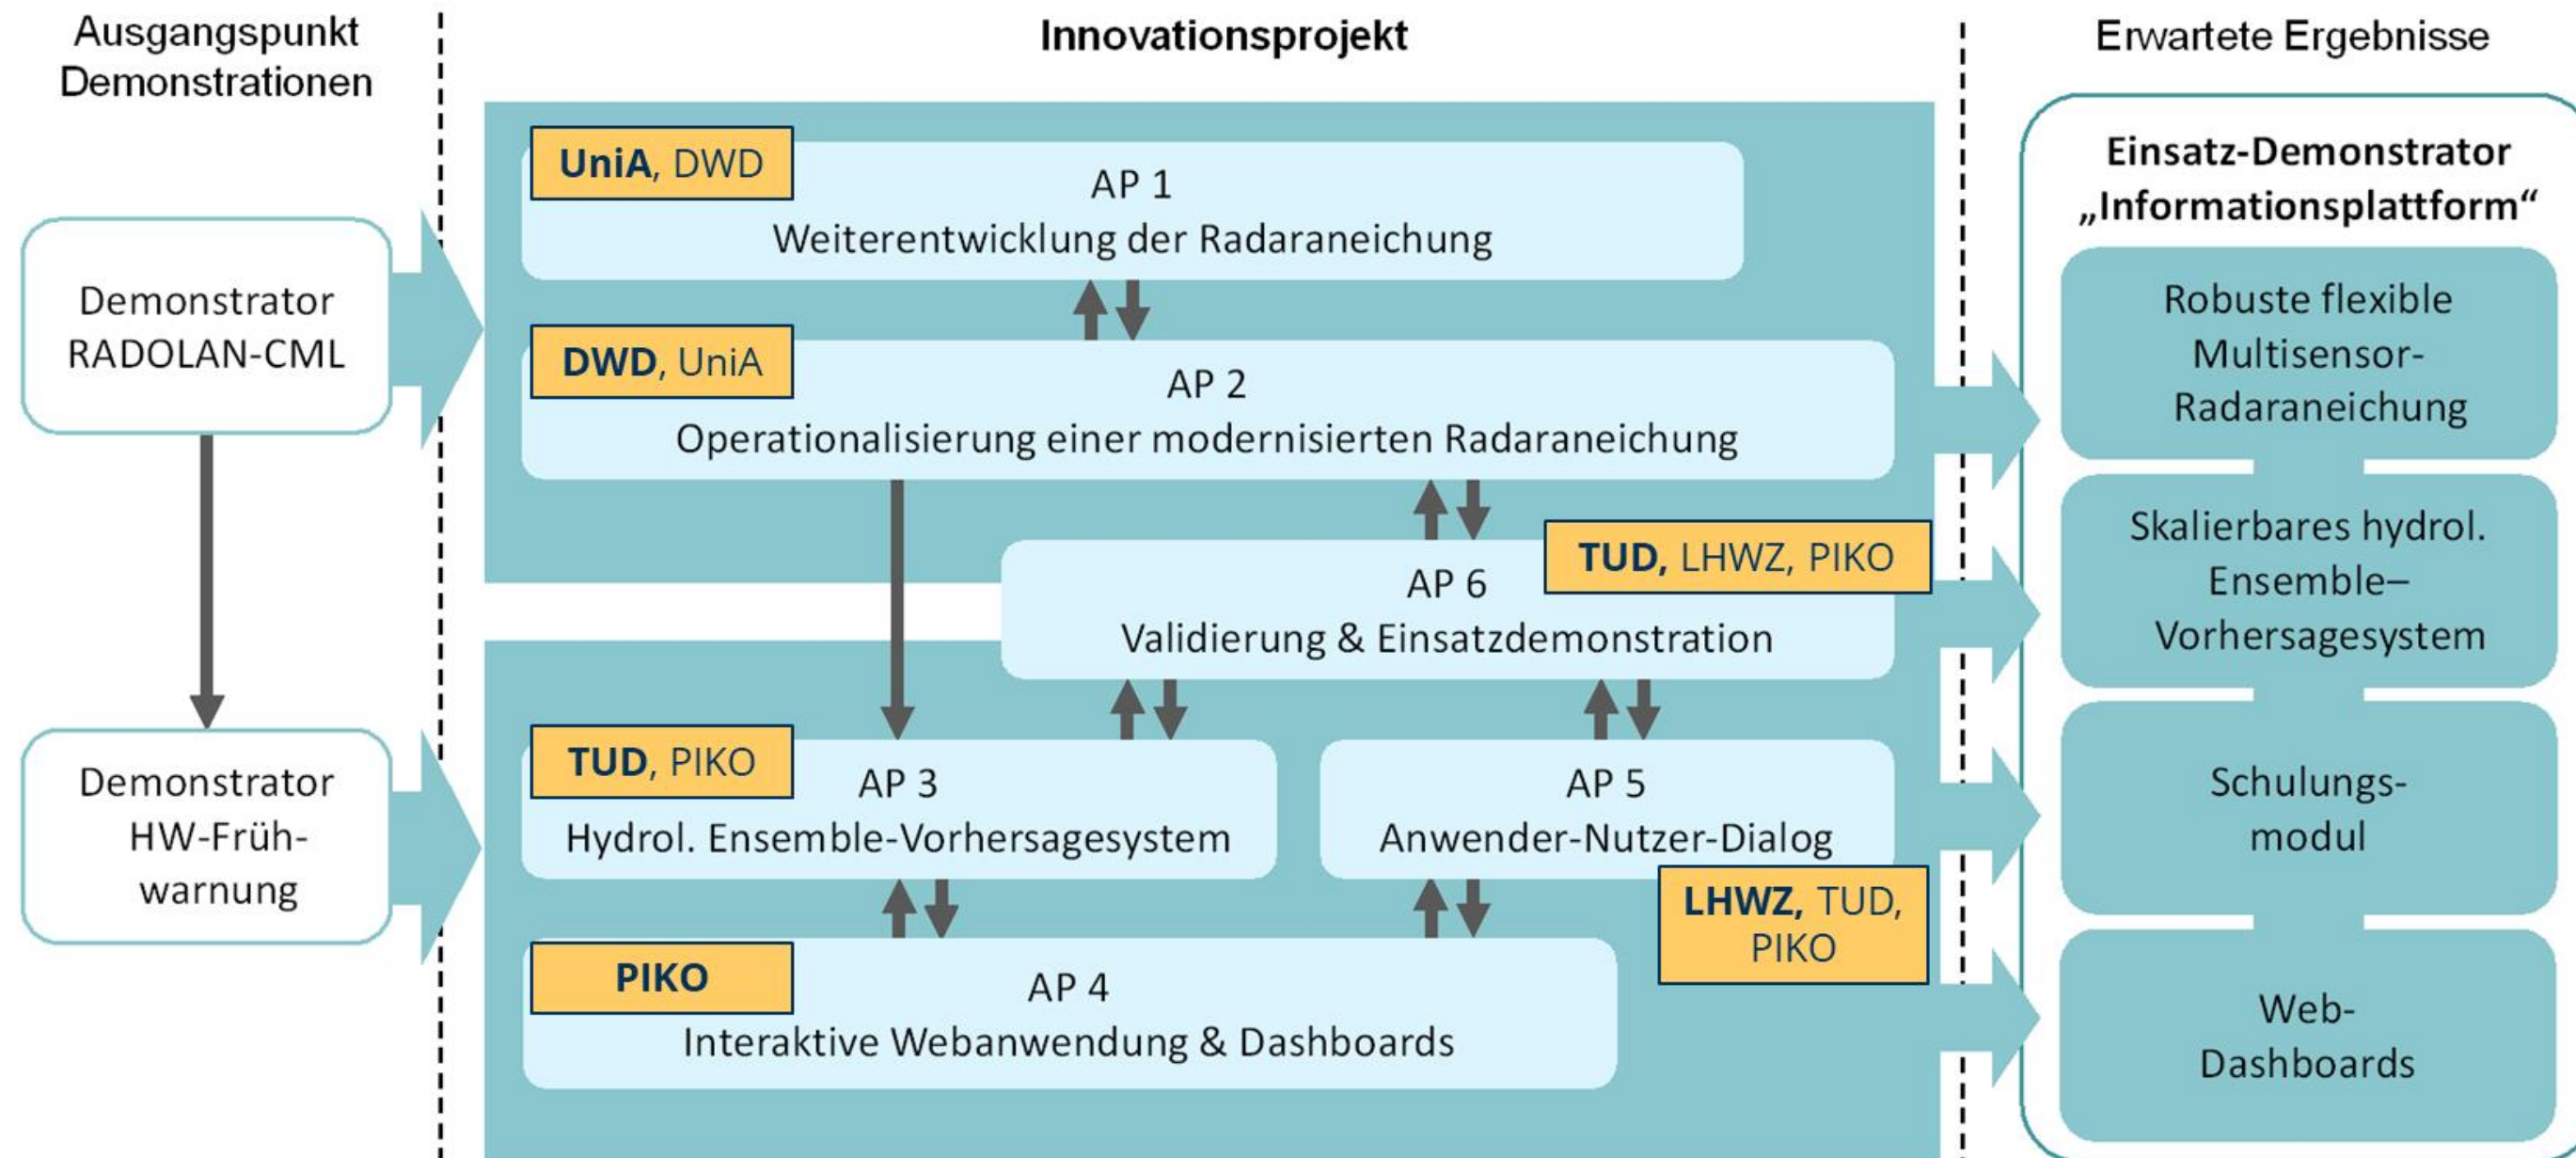 Ausgangspunkt
Demonstrationen
Demonstrator
RADOLAN-CML
Demonstrator
HW-Früh-
warnung
Innovationsprojekt
UniA, DWD
AP 1
Weiterentwicklung der Radaraneichung
DWD, UniA
AP 2
Operationalisierung einer modernisierten Radaraneichung
TUD, LHWZ, PIKO
AP 6
Validierung & Einsatzdemonstration
TUD, PIKO
AP 3
Hydrol. Ensemble-Vorhersagesystem
AP 5
Anwender-Nutzer-Dialog
LHWZ, TUD,
PIKO
PIKO
AP 4
Interaktive Webanwendung & Dashboards
Erwartete Ergebnisse
Einsatz-Demonstrator
„Informationsplattform“
Robuste flexible
Multisensor-
Radaraneichung
Skalierbares hydrol.
Ensemble–
Vorhersagesystem
Schulungs-
modul
Web-
Dashboards